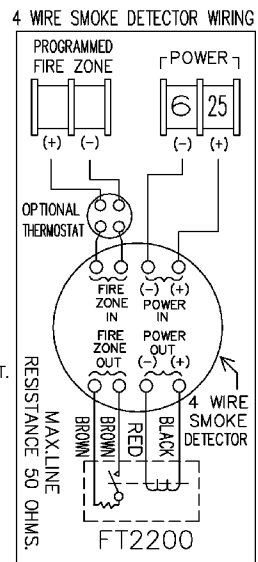 4 WIRE SMOKE DETECTOR WIRING
PROGRAMMED
FIRE ZONE
POWER
6 25
(+) (-)
(-) (+)
OPTIONAL
THERMOSTAT
FIRE
ZONE
IN
(-) (+)
POWER
IN
FIRE
ZONE
OUT
POWER
OUT
(-) (+)
T.
4 WIRE
SMOKE
DETECTOR
BROWN
BROWN
RED
BLACK
MAX.LINE
RESISTANCE 50 OHMS.
FT2200